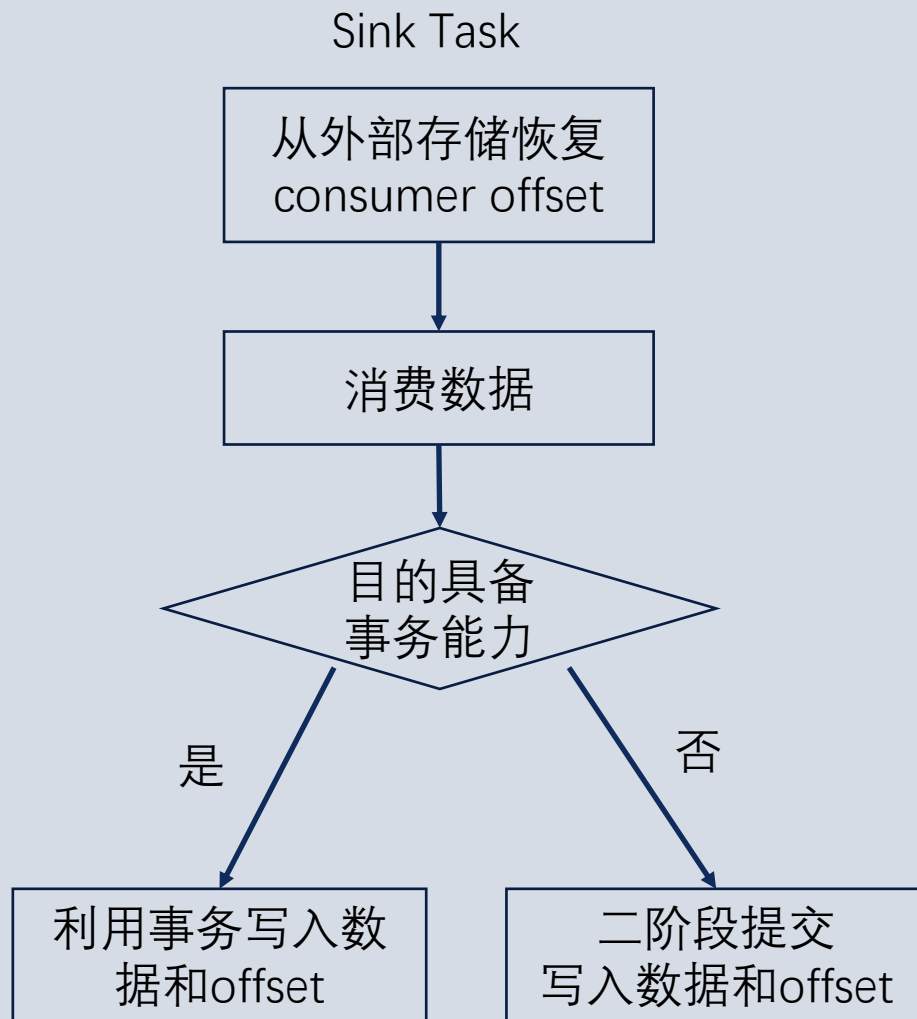 Sink Task
从外部存储恢复
consumer offset
消费数据
目的具备
事务能力
是
否
利用事务写入数
据和offset
二阶段提交
写入数据和offset